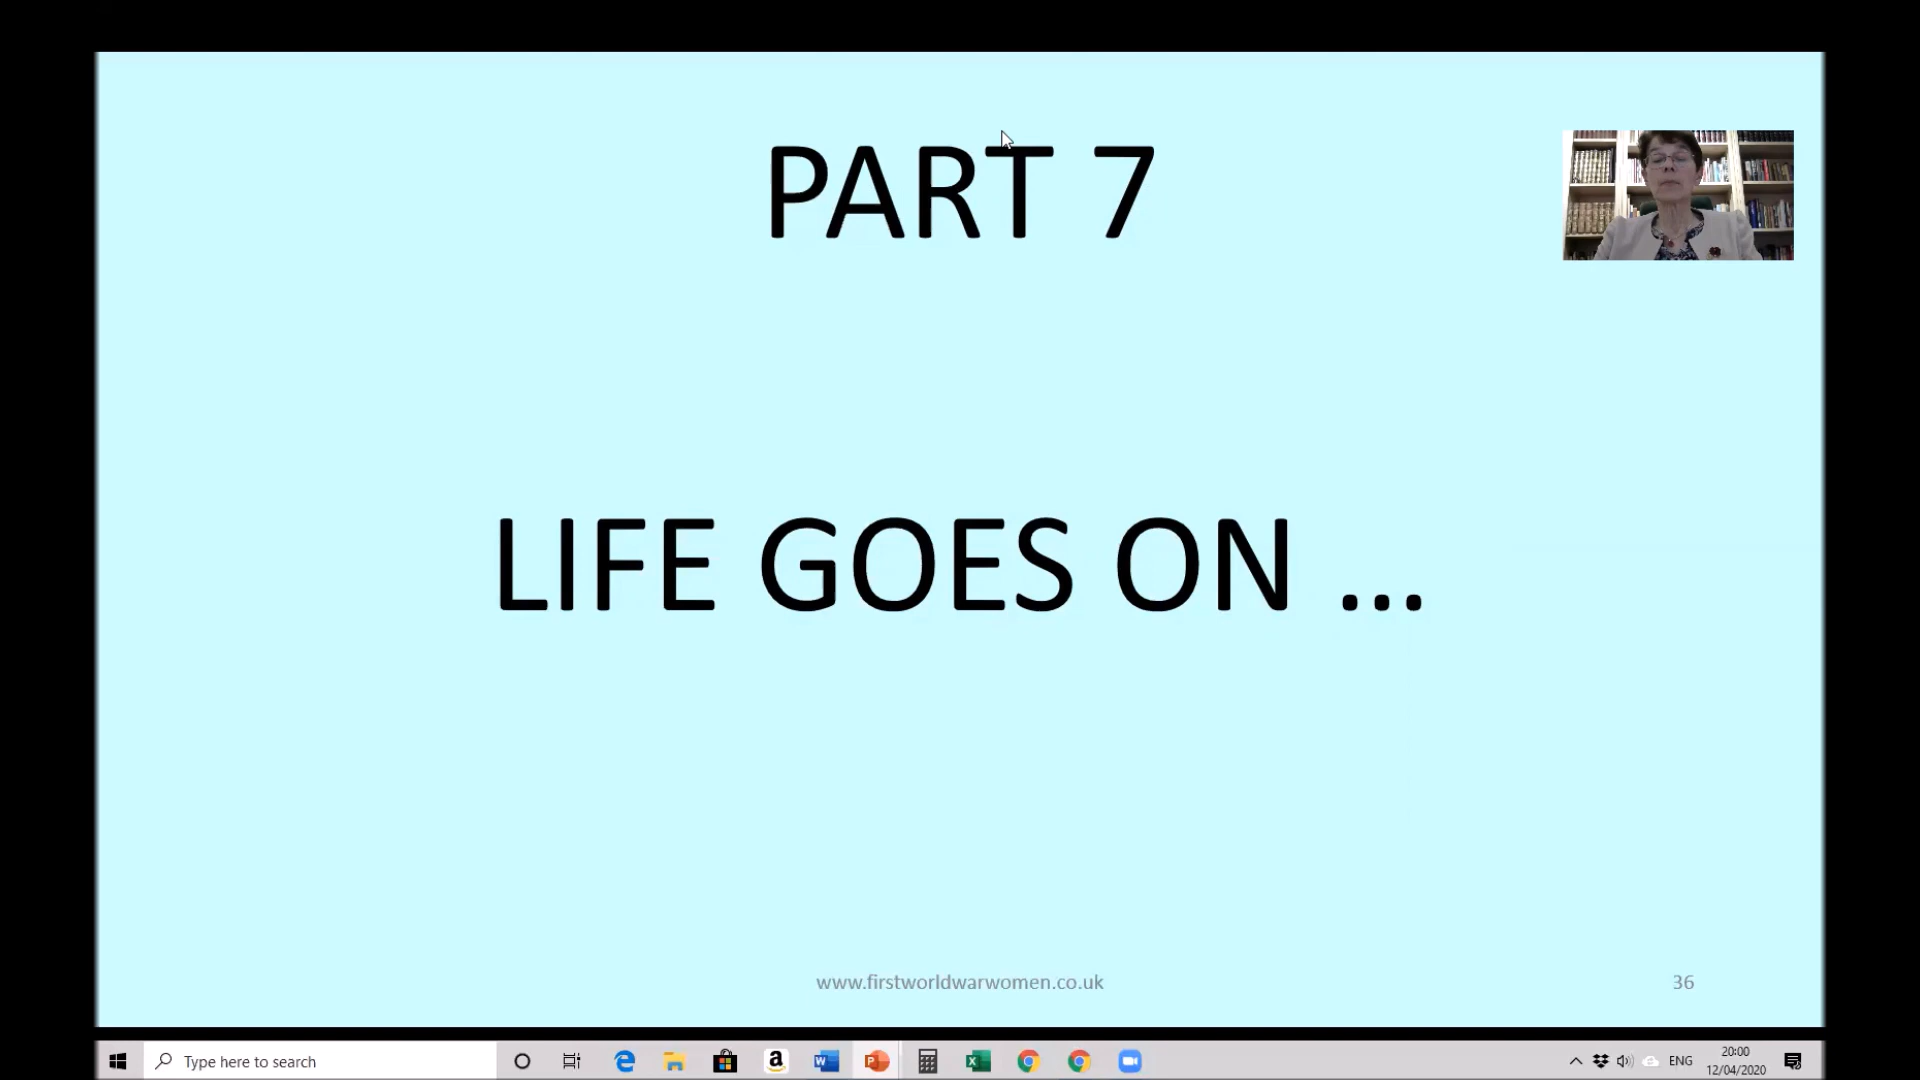 PART 7
LIFE GOES ON ...
www.firstworldwarwomen.co.uk
36
Type here to search
ENG
20:00
12/04/2020